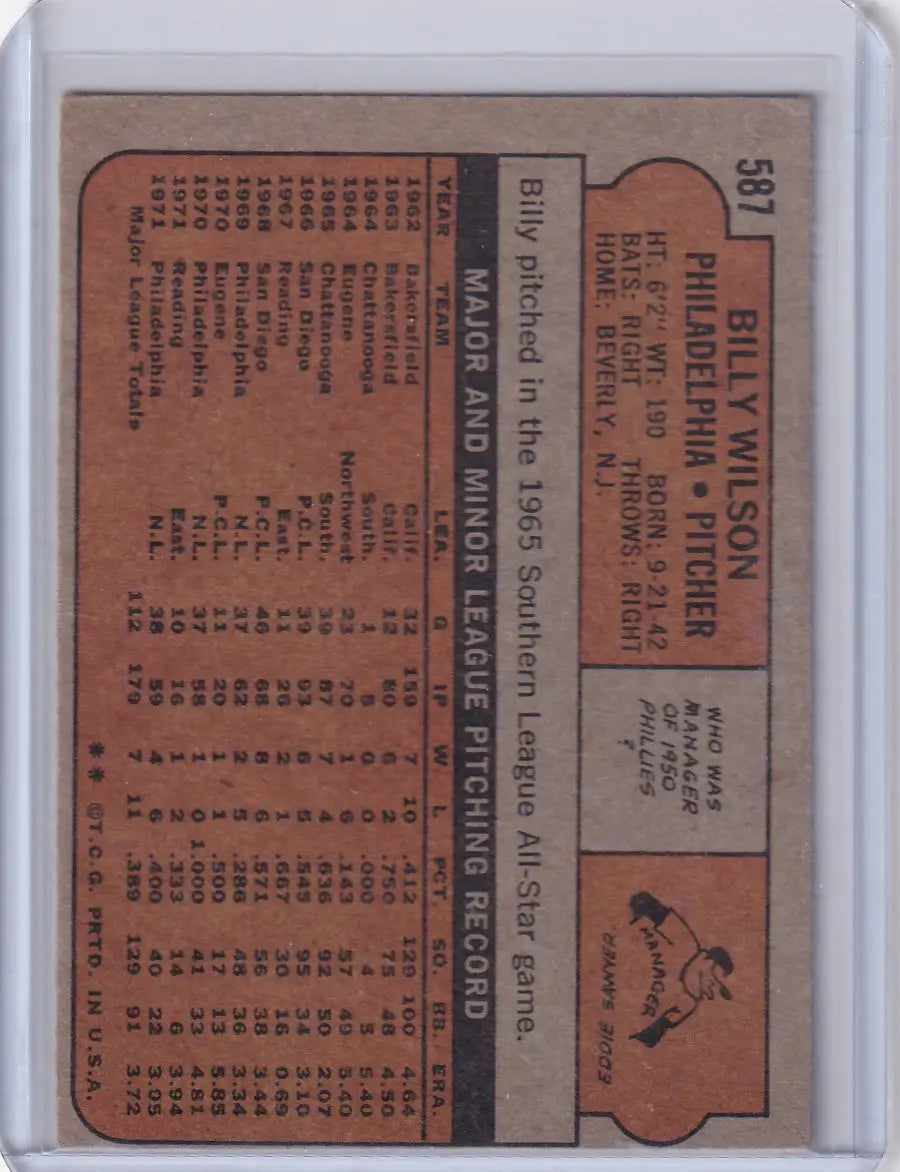 587
BILLY WILSON
PHILADELPHIA • PITCHER
HT: 6'2" WT: 190 BORN: 9-21-42
BATS: RIGHT THROWS: RIGHT
HOME: BEVERLY, N.J.
WHO WAS
MANAGER
OF 1950
PHILLIES
?
MANAGER
EDDIE SAWYER
Billy pitched in the 1965 Southern League All-Star game.
MAJOR AND MINOR LEAGUE PITCHING RECORD
YEAR TEAM LEA. G IP W L PCT. SO. BB. ERA.
1962 Bakersfield Calif. 32 159 7 10 .412 129 100 4.64
1963 Bakersfield Calif. 12 80 6 2 .750 75 48 4.50
1964 Chattanooga South. 1 5 0 0 .000 4 5 5.40
1964 Eugene Northwest 23 70 1 6 .143 57 49 5.40
1965 Chattanooga South. 39 87 7 4 .636 92 50 2.07
1966 San Diego P.C.L. 39 93 6 5 .545 95 34 3.10
1967 Reading East. 11 26 2 1 .667 30 16 0.69
1968 San Diego P.C.L. 46 68 8 6 .571 56 38 3.44
1969 Philadelphia N.L. 37 62 2 5 .286 48 36 3.34
1970 Eugene P.C.L. 11 20 1 1 .500 17 13 5.85
1970 Philadelphia N.L. 37 58 1 0 1.000 41 33 4.81
1971 Reading East. 10 16 1 2 .333 14 6 3.94
1971 Philadelphia N.L. 38 59 4 6 .400 40 22 3.05
Major League Totals 112 179 7 11 .389 129 91 3.72
** ©T.C.G. PRTD. IN U.S.A.